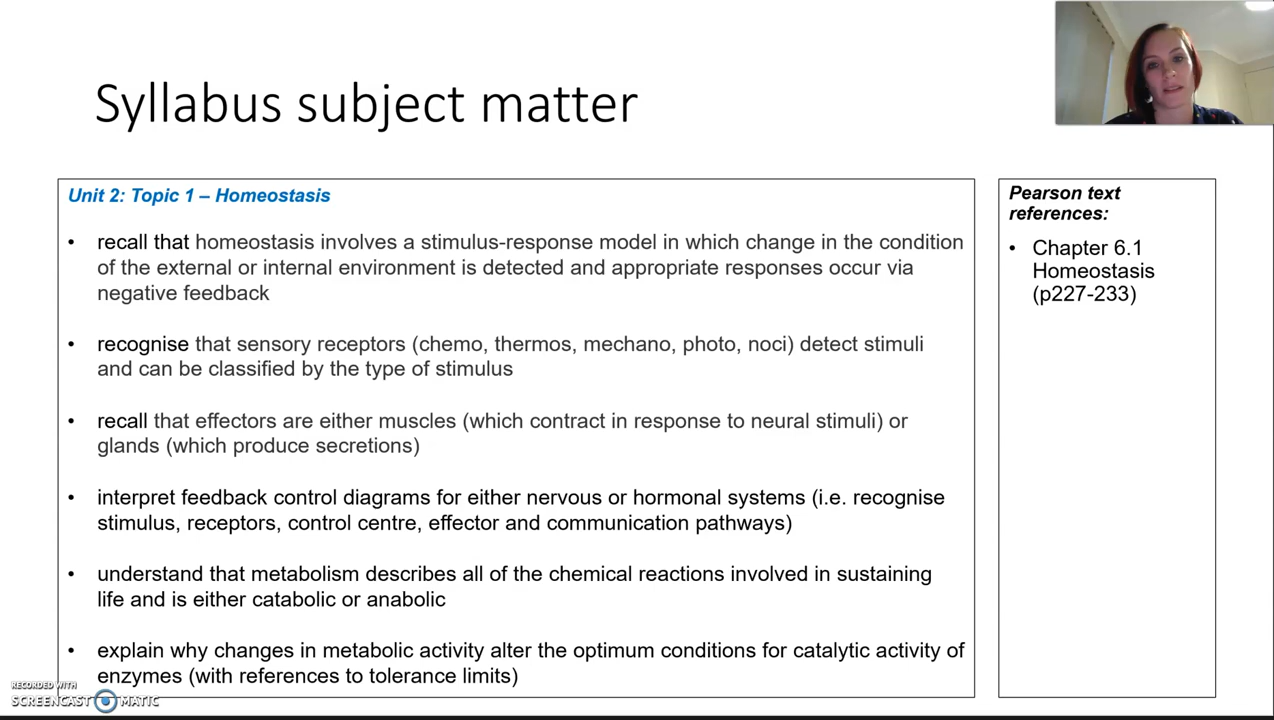 Syllabus subject matter
Unit 2: Topic 1 – Homeostasis
• recall that homeostasis involves a stimulus-response model in which change in the condition
of the external or internal environment is detected and appropriate responses occur via
negative feedback
• recognise that sensory receptors (chemo, thermos, mechano, photo, noci) detect stimuli
and can be classified by the type of stimulus
• recall that effectors are either muscles (which contract in response to neural stimuli) or
glands (which produce secretions)
• interpret feedback control diagrams for either nervous or hormonal systems (i.e. recognise
stimulus, receptors, control centre, effector and communication pathways)
• understand that metabolism describes all of the chemical reactions involved in sustaining
life and is either catabolic or anabolic
• explain why changes in metabolic activity alter the optimum conditions for catalytic activity of
enzymes (with references to tolerance limits)
Pearson text
references:
• Chapter 6.1
Homeostasis
(p227-233)
RECORDED WITH
SCREENCAST MATIC